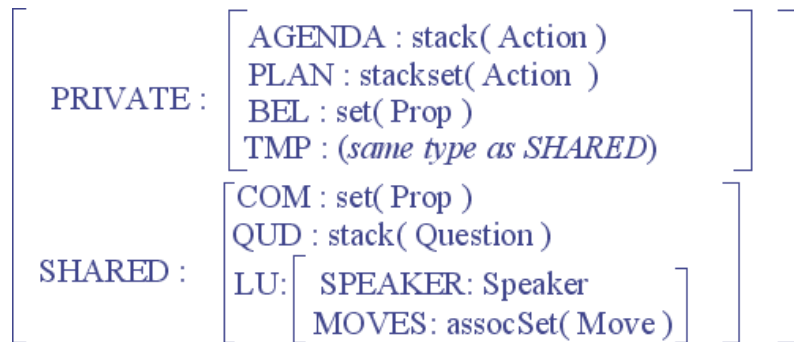 AGENDA : stack( Action )
PLAN : stackset( Action )
PRIVATE :
BEL : set( Prop )
TMP : (same type as SHARED)
COM : set( Prop )
QUD : stack( Question )
SHARED :
LU: SPEAKER: Speaker
MOVES: assocSet( Move )